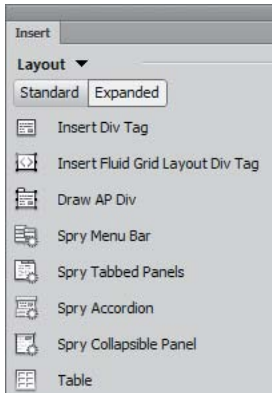 Insert
Layout
Standard Expanded
Insert Div Tag
Insert Fluid Grid Layout Div Tag
Draw AP Div
Spry Menu Bar
Spry Tabbed Panels
Spry Accordion
Spry Collapsible Panel
Table